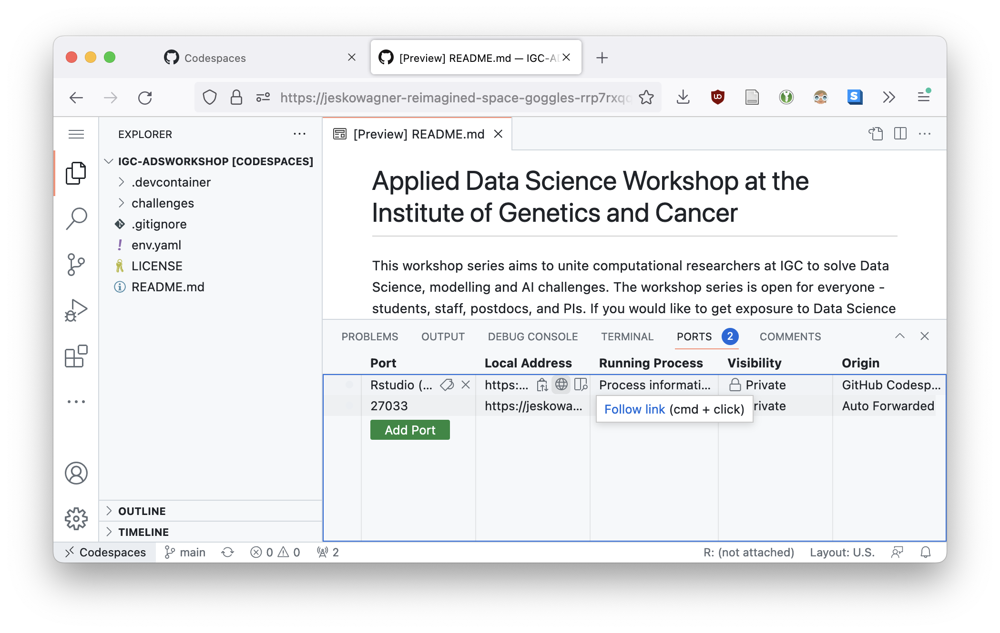 Codespaces
[Preview] README.md — IGC-AD
https://jeskowagner-reimagined-space-goggles-rrp7rxqq
EXPLORER
[Preview] README.md
IGC-ADSWORKSHOP [CODESPACES]
.devcontainer
challenges
.gitignore
env.yaml
LICENSE
README.md
OUTLINE
TIMELINE
Applied Data Science Workshop at the
Institute of Genetics and Cancer
This workshop series aims to unite computational researchers at IGC to solve Data
Science, modelling and AI challenges. The workshop series is open for everyone -
students, staff, postdocs, and PIs. If you would like to get exposure to Data Science
PROBLEMS OUTPUT DEBUG CONSOLE TERMINAL PORTS 2 COMMENTS
Port Local Address Running Process Visibility Origin
Rstudio (... https:... Process informati... Private GitHub Codesp...
27033 https://jeskowa... rivate Auto Forwarded
Follow link (cmd + click)
Add Port
Codespaces main 0 0 2 R: (not attached) Layout: U.S.